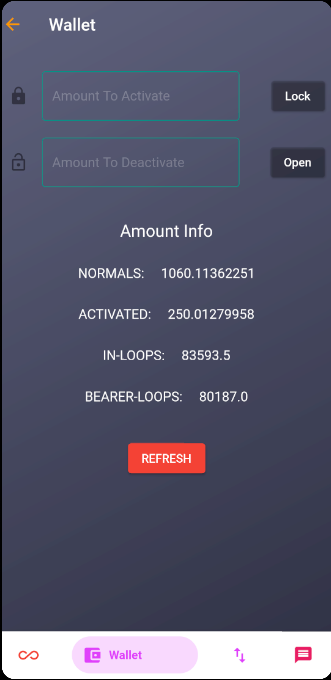 Wallet
Amount To Activate
Lock
Amount To Deactivate
Open
Amount Info
NORMALS: 1060.11362251
ACTIVATED: 250.01279958
IN-LOOPS: 83593.5
BEARER-LOOPS: 80187.0
REFRESH
Wallet